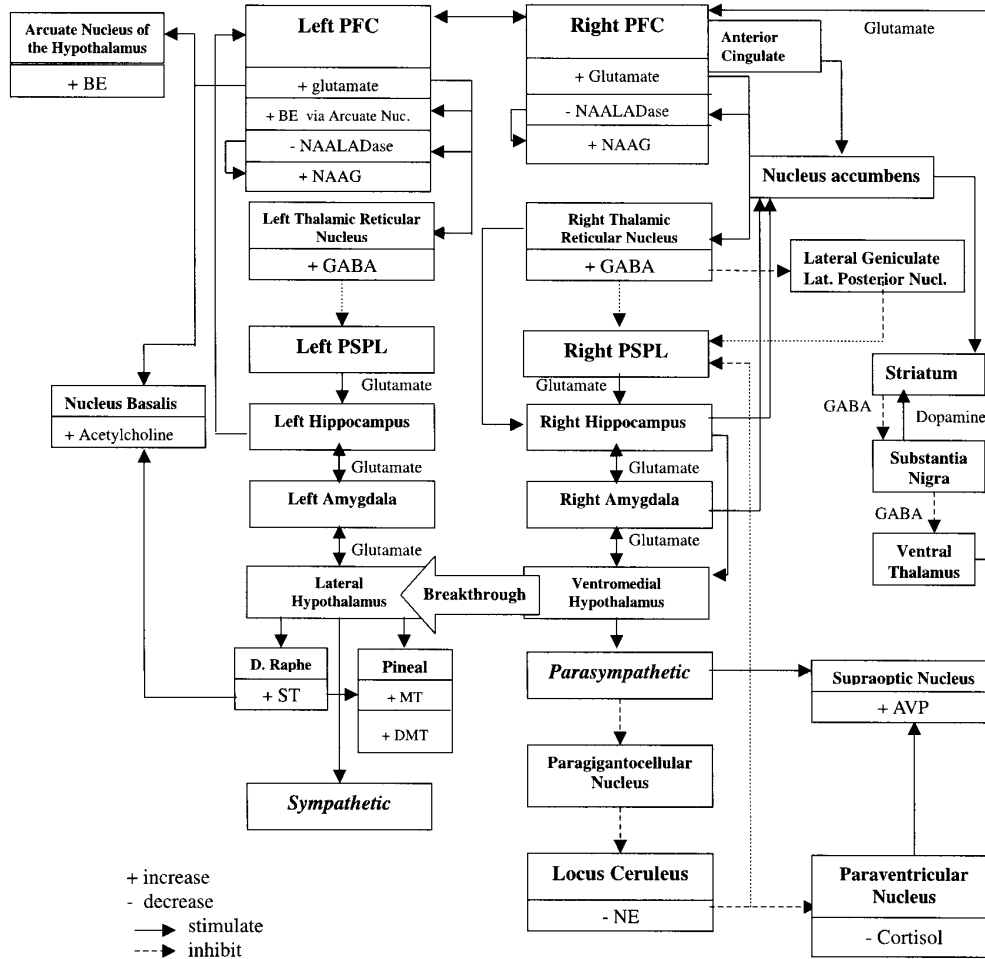 Arcuate Nucleus of
the Hypothalamus
+ BE
Left PFC
+ glutamate
+ BE via Arcuate Nuc.
- NAALADase
+ NAAG
Right PFC
+ Glutamate
- NAALADase
+ NAAG
Anterior
Cingulate
Glutamate
Nucleus accumbens
Left Thalamic Reticular
Nucleus
+ GABA
Right Thalamic
Reticular Nucleus
+ GABA
Lateral Geniculate
Lat. Posterior Nucl.
Left PSPL
Glutamate
Right PSPL
Glutamate
Striatum
GABA
Dopamine
Substantia
Nigra
GABA
Ventral
Thalamus
Nucleus Basalis
+ Acetylcholine
Left Hippocampus
Glutamate
Right Hippocampus
Glutamate
Left Amygdala
Glutamate
Right Amygdala
Glutamate
Lateral
Hypothalamus
Breakthrough
Ventromedial
Hypothalamus
D. Raphe
+ ST
Pineal
+ MT
+ DMT
Parasympathetic
Supraoptic Nucleus
+ AVP
Sympathetic
Paragigantocellular
Nucleus
Locus Ceruleus
- NE
Paraventricular
Nucleus
- Cortisol
+ increase
- decrease
stimulate
inhibit